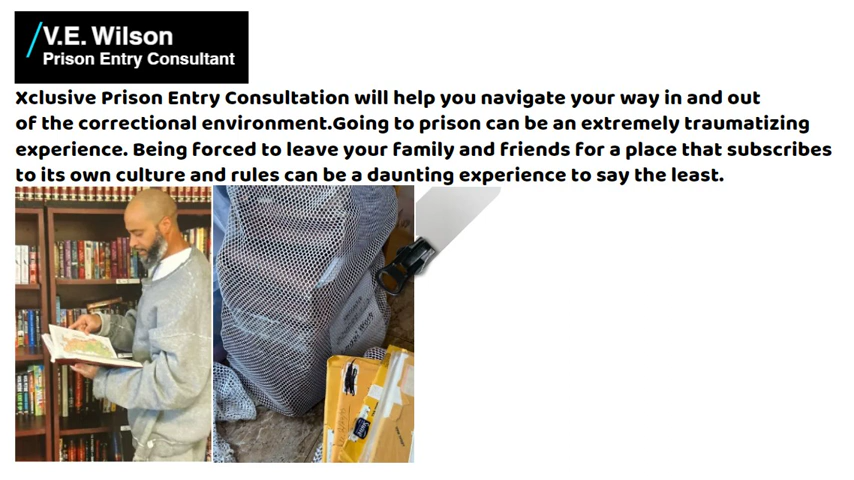 V.E. Wilson
Prison Entry Consultant
Xclusive Prison Entry Consultation will help you navigate your way in and out
of the correctional environment.Going to prison can be an extremely traumatizing
experience. Being forced to leave your family and friends for a place that subscribes
to its own culture and rules can be a daunting experience to say the least.
Work